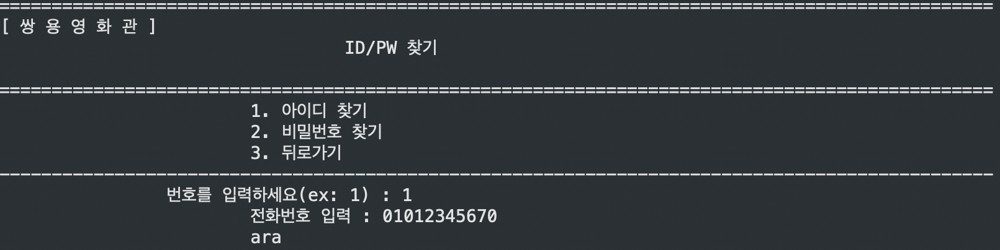 ====================================================================================================
[ 쌍 용 영 화 관 ]
ID/PW 찾기
====================================================================================================
1. 아이디 찾기
2. 비밀번호 찾기
3. 뒤로가기
----------------------------------------------------------------------------------------------------
번호를 입력하세요(ex: 1) : 1
전화번호 입력 : 01012345670
ara